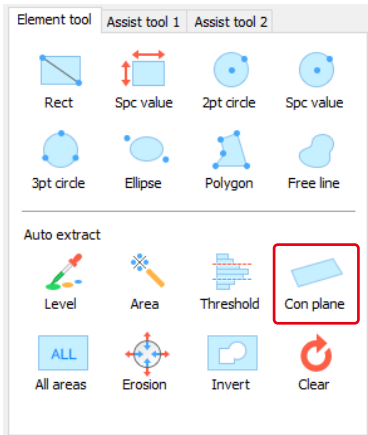 Element tool Assist tool 1 Assist tool 2
Rect Spc value 2pt circle Spc value
3pt circle Ellipse Polygon Free line
Auto extract
Level Area Threshold Con plane
ALL
All areas Erosion Invert Clear